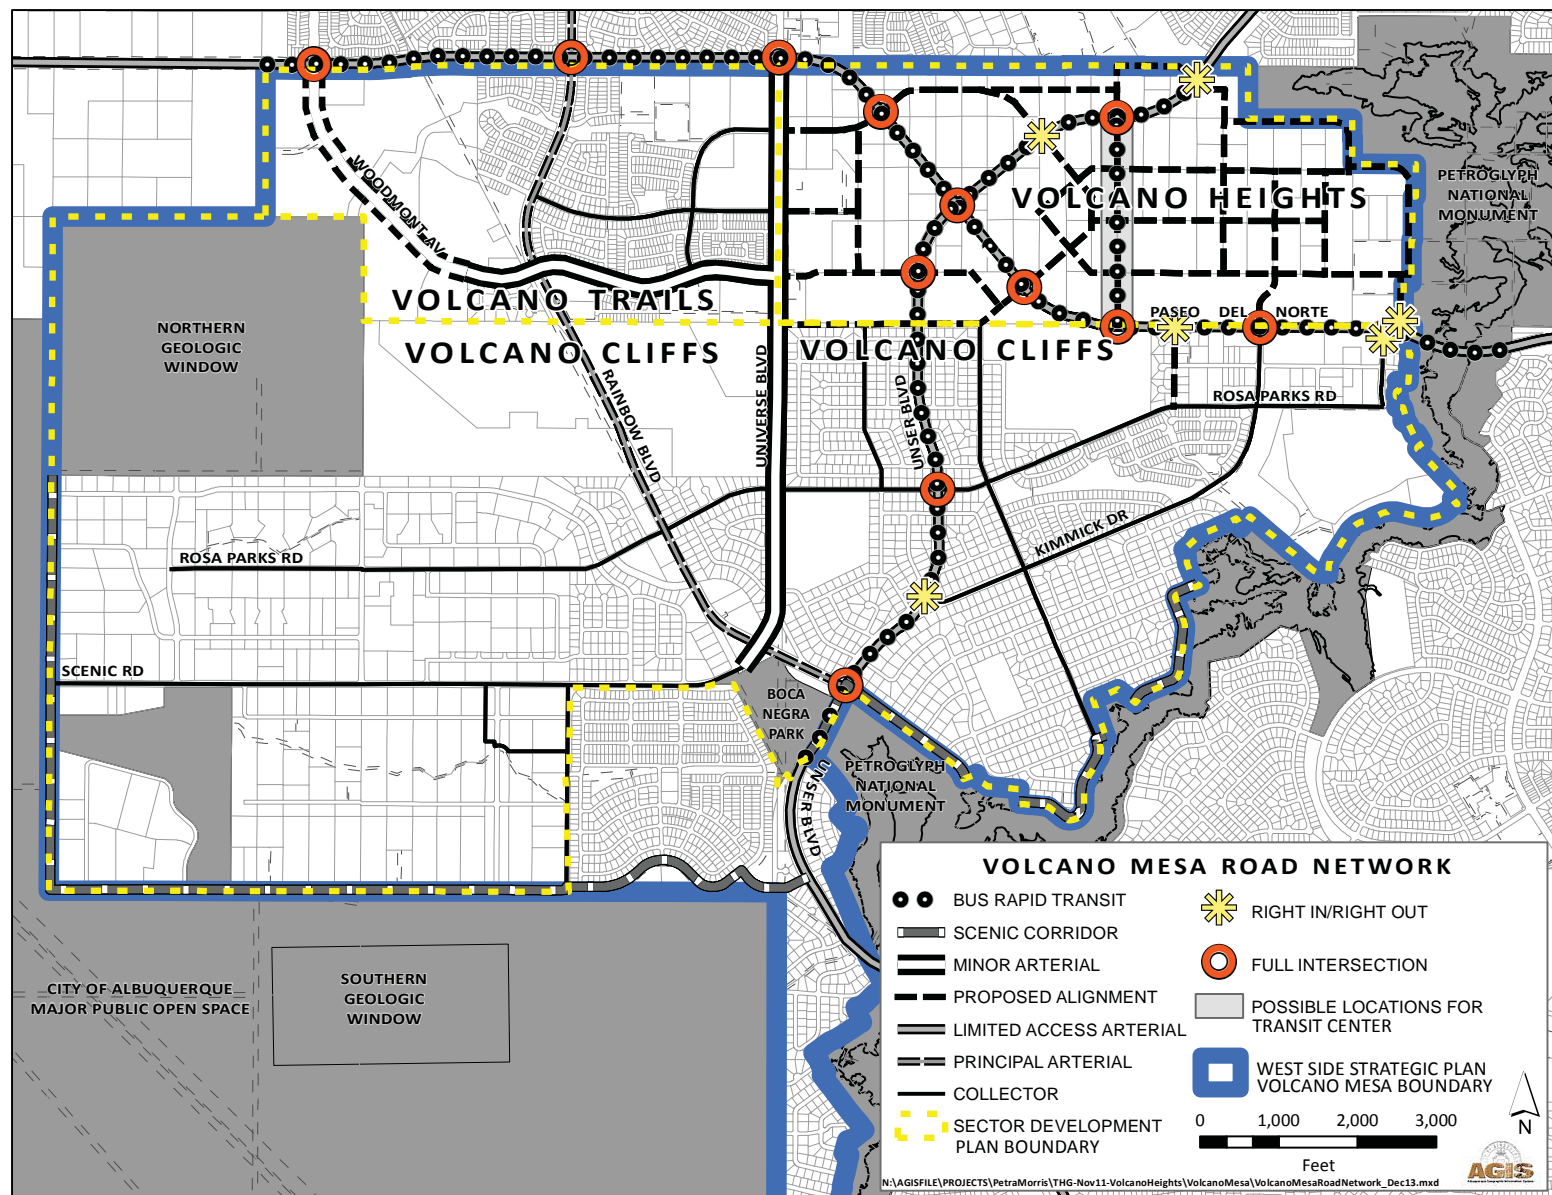 WOODMONT AV
VOLCANO HEIGHTS
PETROGLYPH
NATIONAL
MONUMENT
VOLCANO TRAILS
PASEO DEL NORTE
NORTHERN
GEOLOGIC
WINDOW
VOLCANO CLIFFS
VOLCANO CLIFFS
RAINBOW BLVD
UNIVERSE BLVD
UNSER BLVD
ROSA PARKS RD
KIMMICK DR
ROSA PARKS RD
SCENIC RD
BOCA
NEGRA
PARK
PETROGLYPH
NATIONAL
MONUMENT
UNSER BLVD
CITY OF ALBUQUERQUE
MAJOR PUBLIC OPEN SPACE
SOUTHERN
GEOLOGIC
WINDOW
VOLCANO MESA ROAD NETWORK
BUS RAPID TRANSIT
SCENIC CORRIDOR
MINOR ARTERIAL
PROPOSED ALIGNMENT
LIMITED ACCESS ARTERIAL
PRINCIPAL ARTERIAL
COLLECTOR
SECTOR DEVELOPMENT
PLAN BOUNDARY
RIGHT IN/RIGHT OUT
FULL INTERSECTION
POSSIBLE LOCATIONS FOR
TRANSIT CENTER
WEST SIDE STRATEGIC PLAN
VOLCANO MESA BOUNDARY
0 1,000 2,000 3,000
Feet
N
AGIS
N:\AGISFILE\PROJECTS\PetraMorris\THG-Nov11-VolcanoHeights\VolcanoMesa\VolcanoMesaRoadNetwork_Dec13.mxd